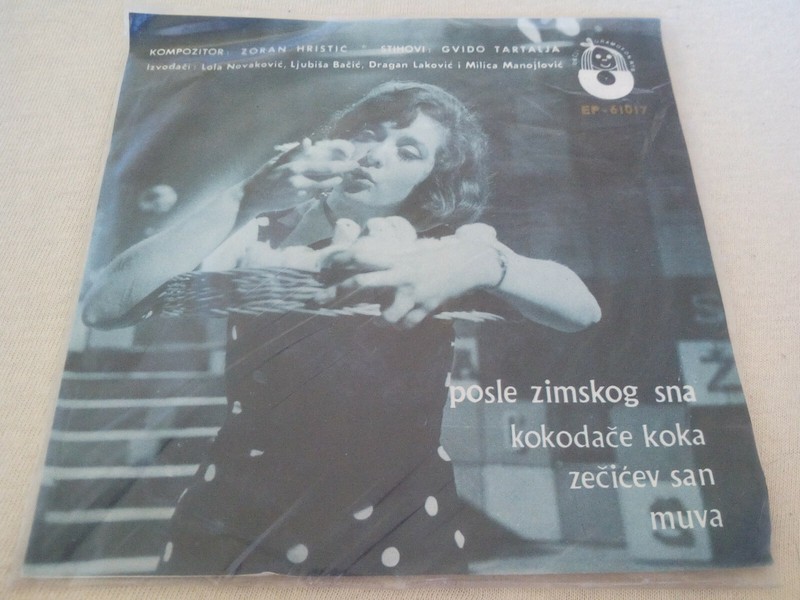 KOMPOZITOR: ZORAN HRISTIC * STIHOVI: GVIDO TARTALJA
Izvođači: Lola Novaković, Ljubiša Bačić, Dragan Laković i Milica Manojlović
EP-61017
posle zimskog sna
kokodače koka
zečićev san
muva